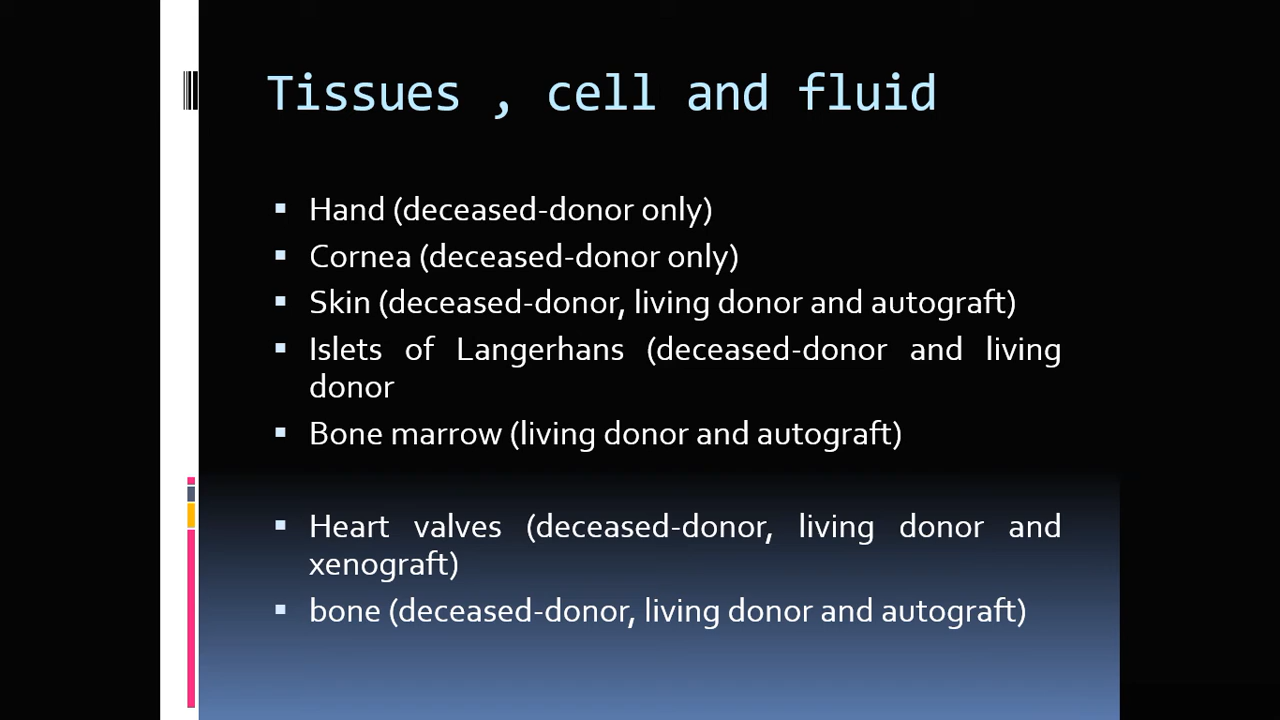 Tissues , cell and fluid
Hand (deceased-donor only)
Cornea (deceased-donor only)
Skin (deceased-donor, living donor and autograft)
Islets of Langerhans (deceased-donor and living
donor
Bone marrow (living donor and autograft)
Heart valves (deceased-donor, living donor and
xenograft)
bone (deceased-donor, living donor and autograft)